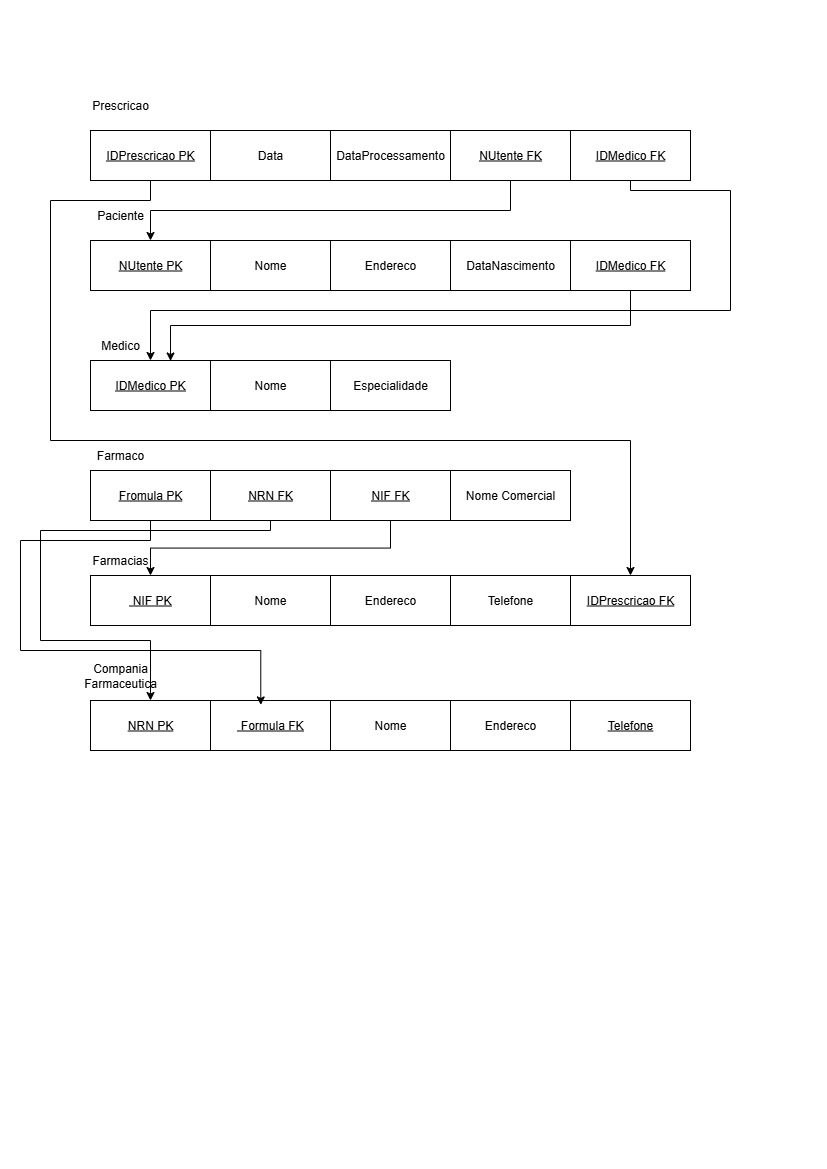 Prescricao
IDPrescricao PK
Data
DataProcessamento
NUtente FK
IDMedico FK
Paciente
NUtente PK
Nome
Endereco
DataNascimento
IDMedico FK
Medico
IDMedico PK
Nome
Especialidade
Farmaco
Fromula PK
NRN FK
NIF FK
Nome Comercial
Farmacias
NIF PK
Nome
Endereco
Telefone
IDPrescricao FK
Compania
Farmaceutica
NRN PK
Formula FK
Nome
Endereco
Telefone